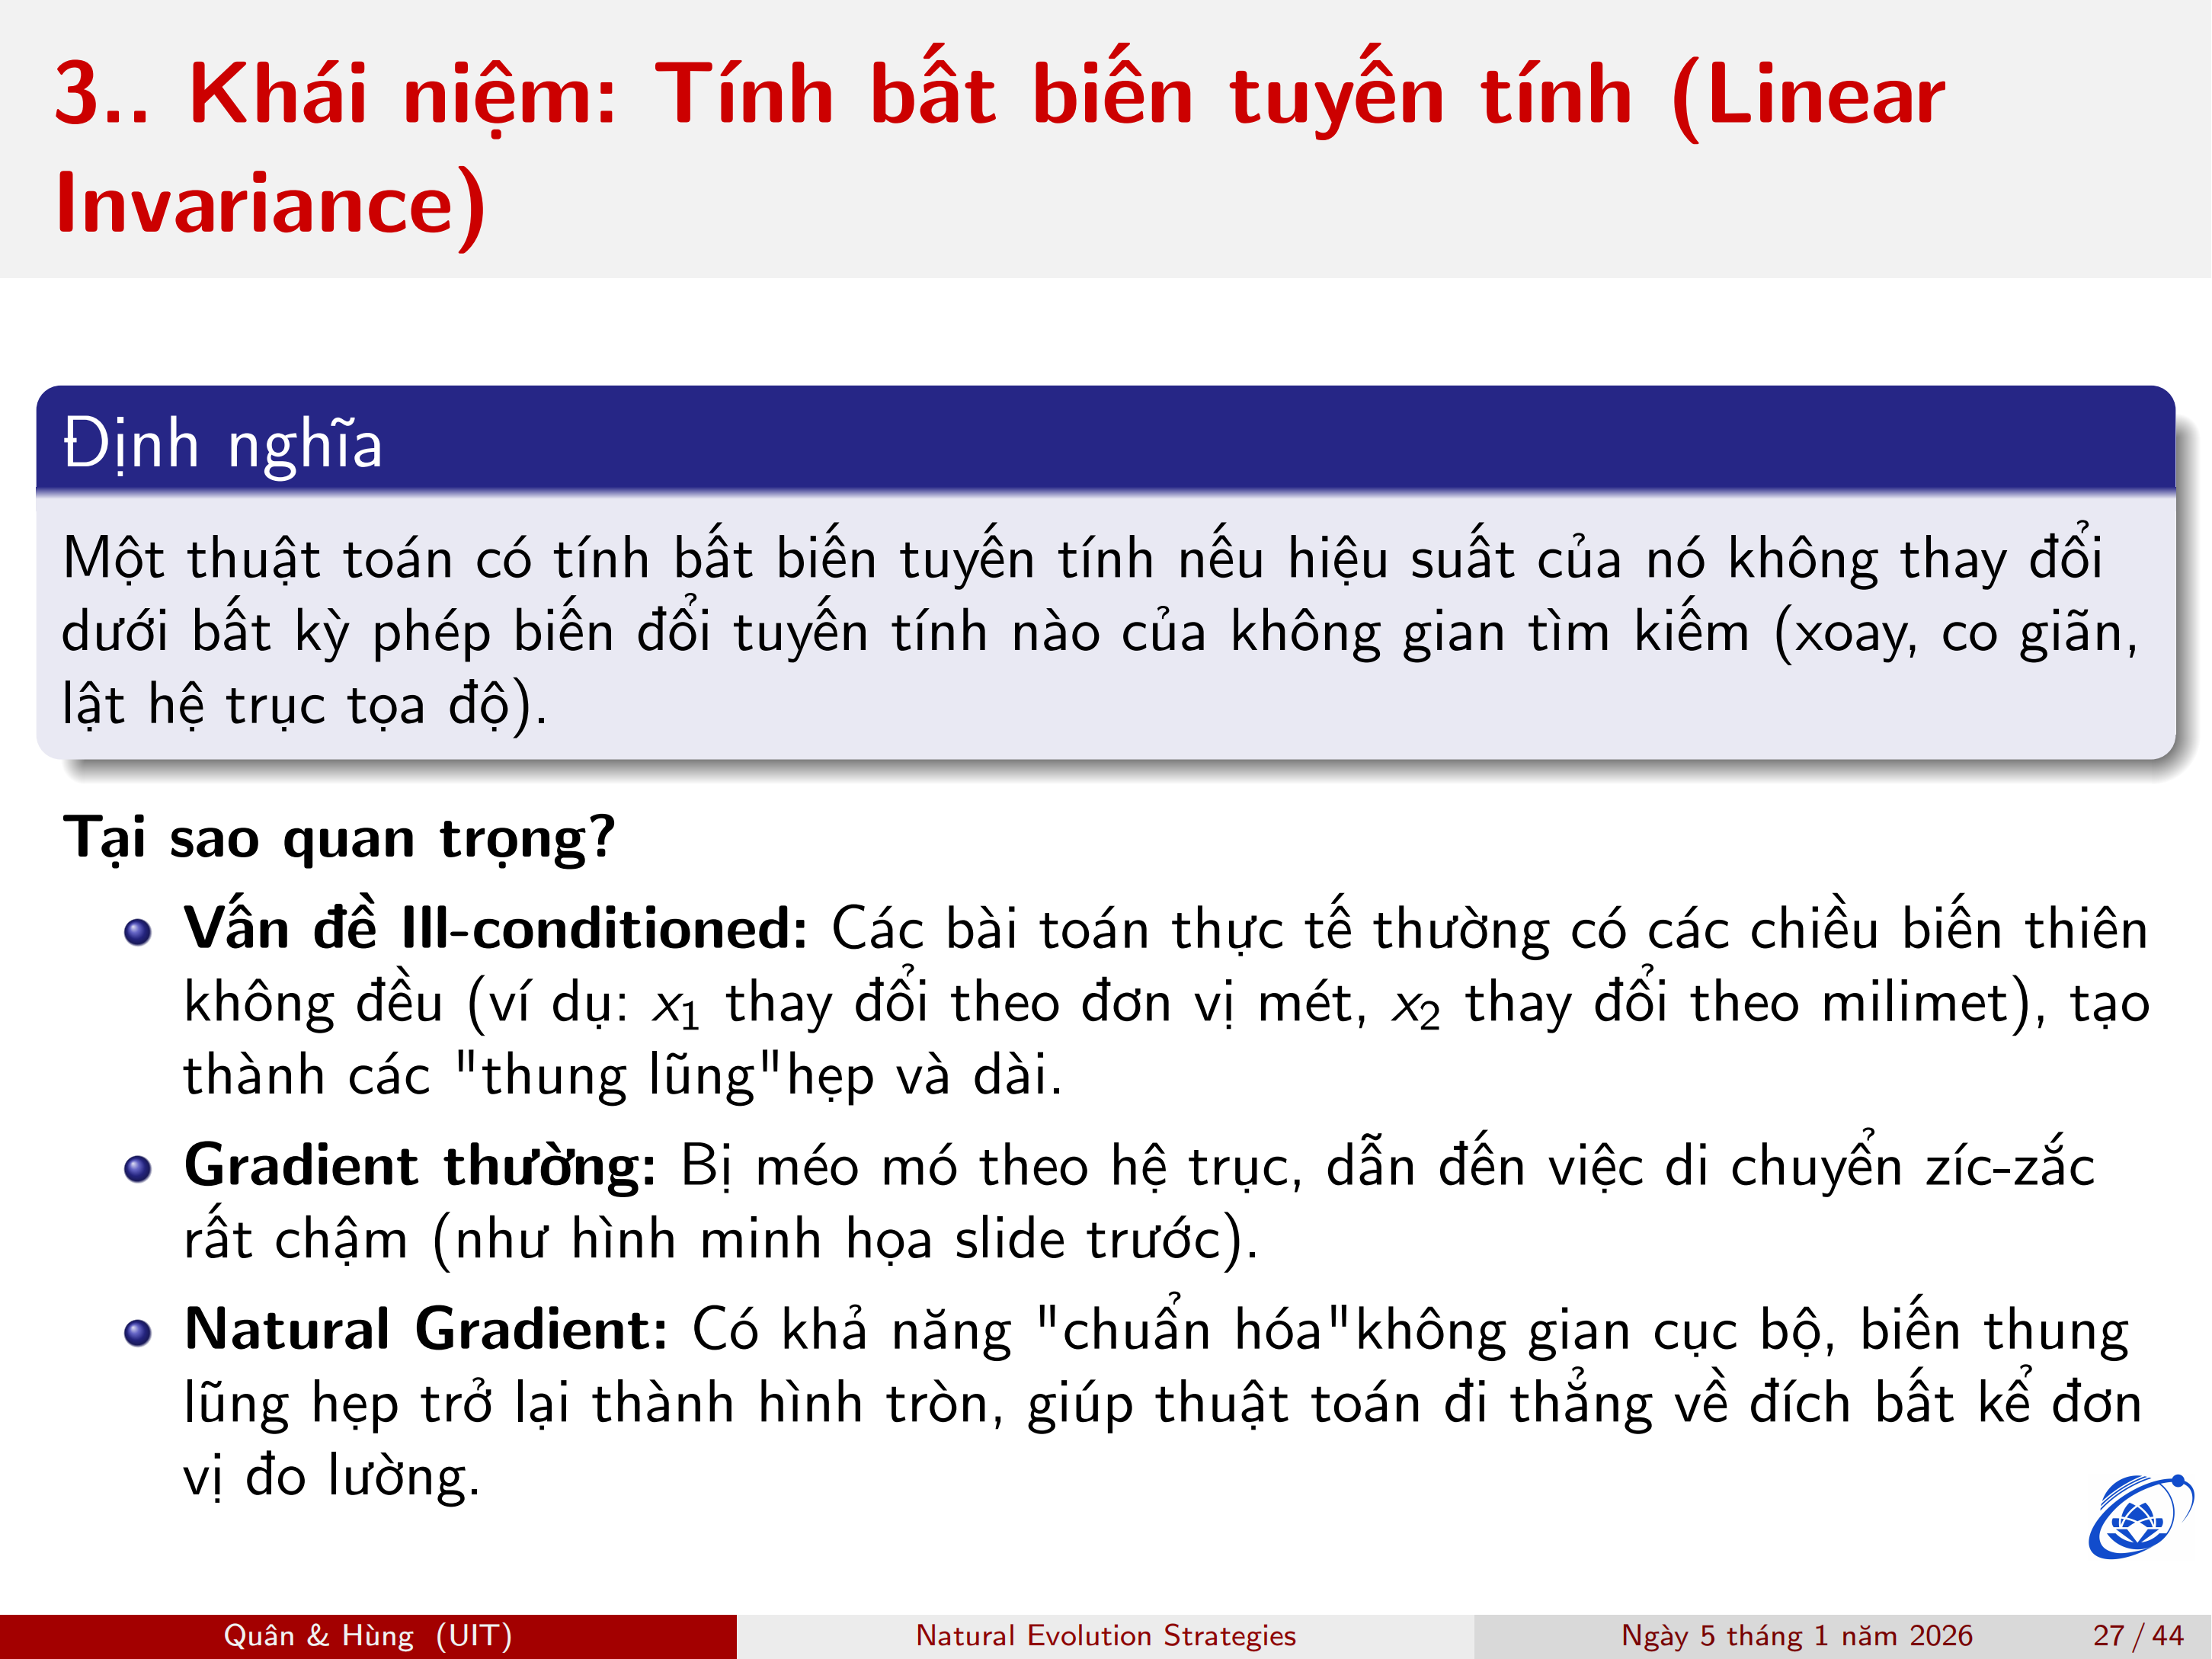 3.. Khái niệm: Tính bất biến tuyến tính (Linear
Invariance)
Định nghĩa
Một thuật toán có tính bất biến tuyến tính nếu hiệu suất của nó không thay đổi
dưới bất kỳ phép biến đổi tuyến tính nào của không gian tìm kiếm (xoay, co giãn,
lật hệ trục tọa độ).
Tại sao quan trọng?
Vấn đề Ill-conditioned: Các bài toán thực tế thường có các chiều biến thiên
không đều (ví dụ: x₁ thay đổi theo đơn vị mét, x₂ thay đổi theo milimet), tạo
thành các "thung lũng"hẹp và dài.
Gradient thường: Bị méo mó theo hệ trục, dẫn đến việc di chuyển zíc-zắc
rất chậm (như hình minh họa slide trước).
Natural Gradient: Có khả năng "chuẩn hóa"không gian cục bộ, biến thung
lũng hẹp trở lại thành hình tròn, giúp thuật toán đi thẳng về đích bất kể đơn
vị đo lường.
Quân & Hùng (UIT)
Natural Evolution Strategies
Ngày 5 tháng 1 năm 2026
27 / 44